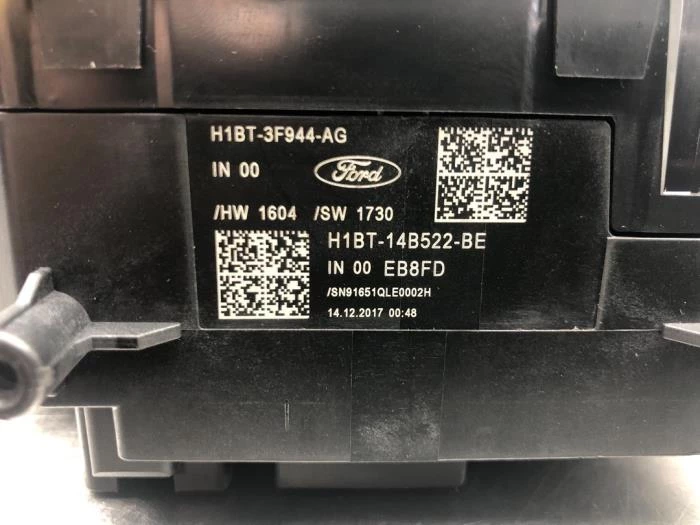 H1BT-3F944-AG
IN 00 Ford
/HW 1604 /SW 1730
H1BT-14B522-BE
IN 00 EB8FD
/SN91651QLE0002H
14.12.2017 00:48